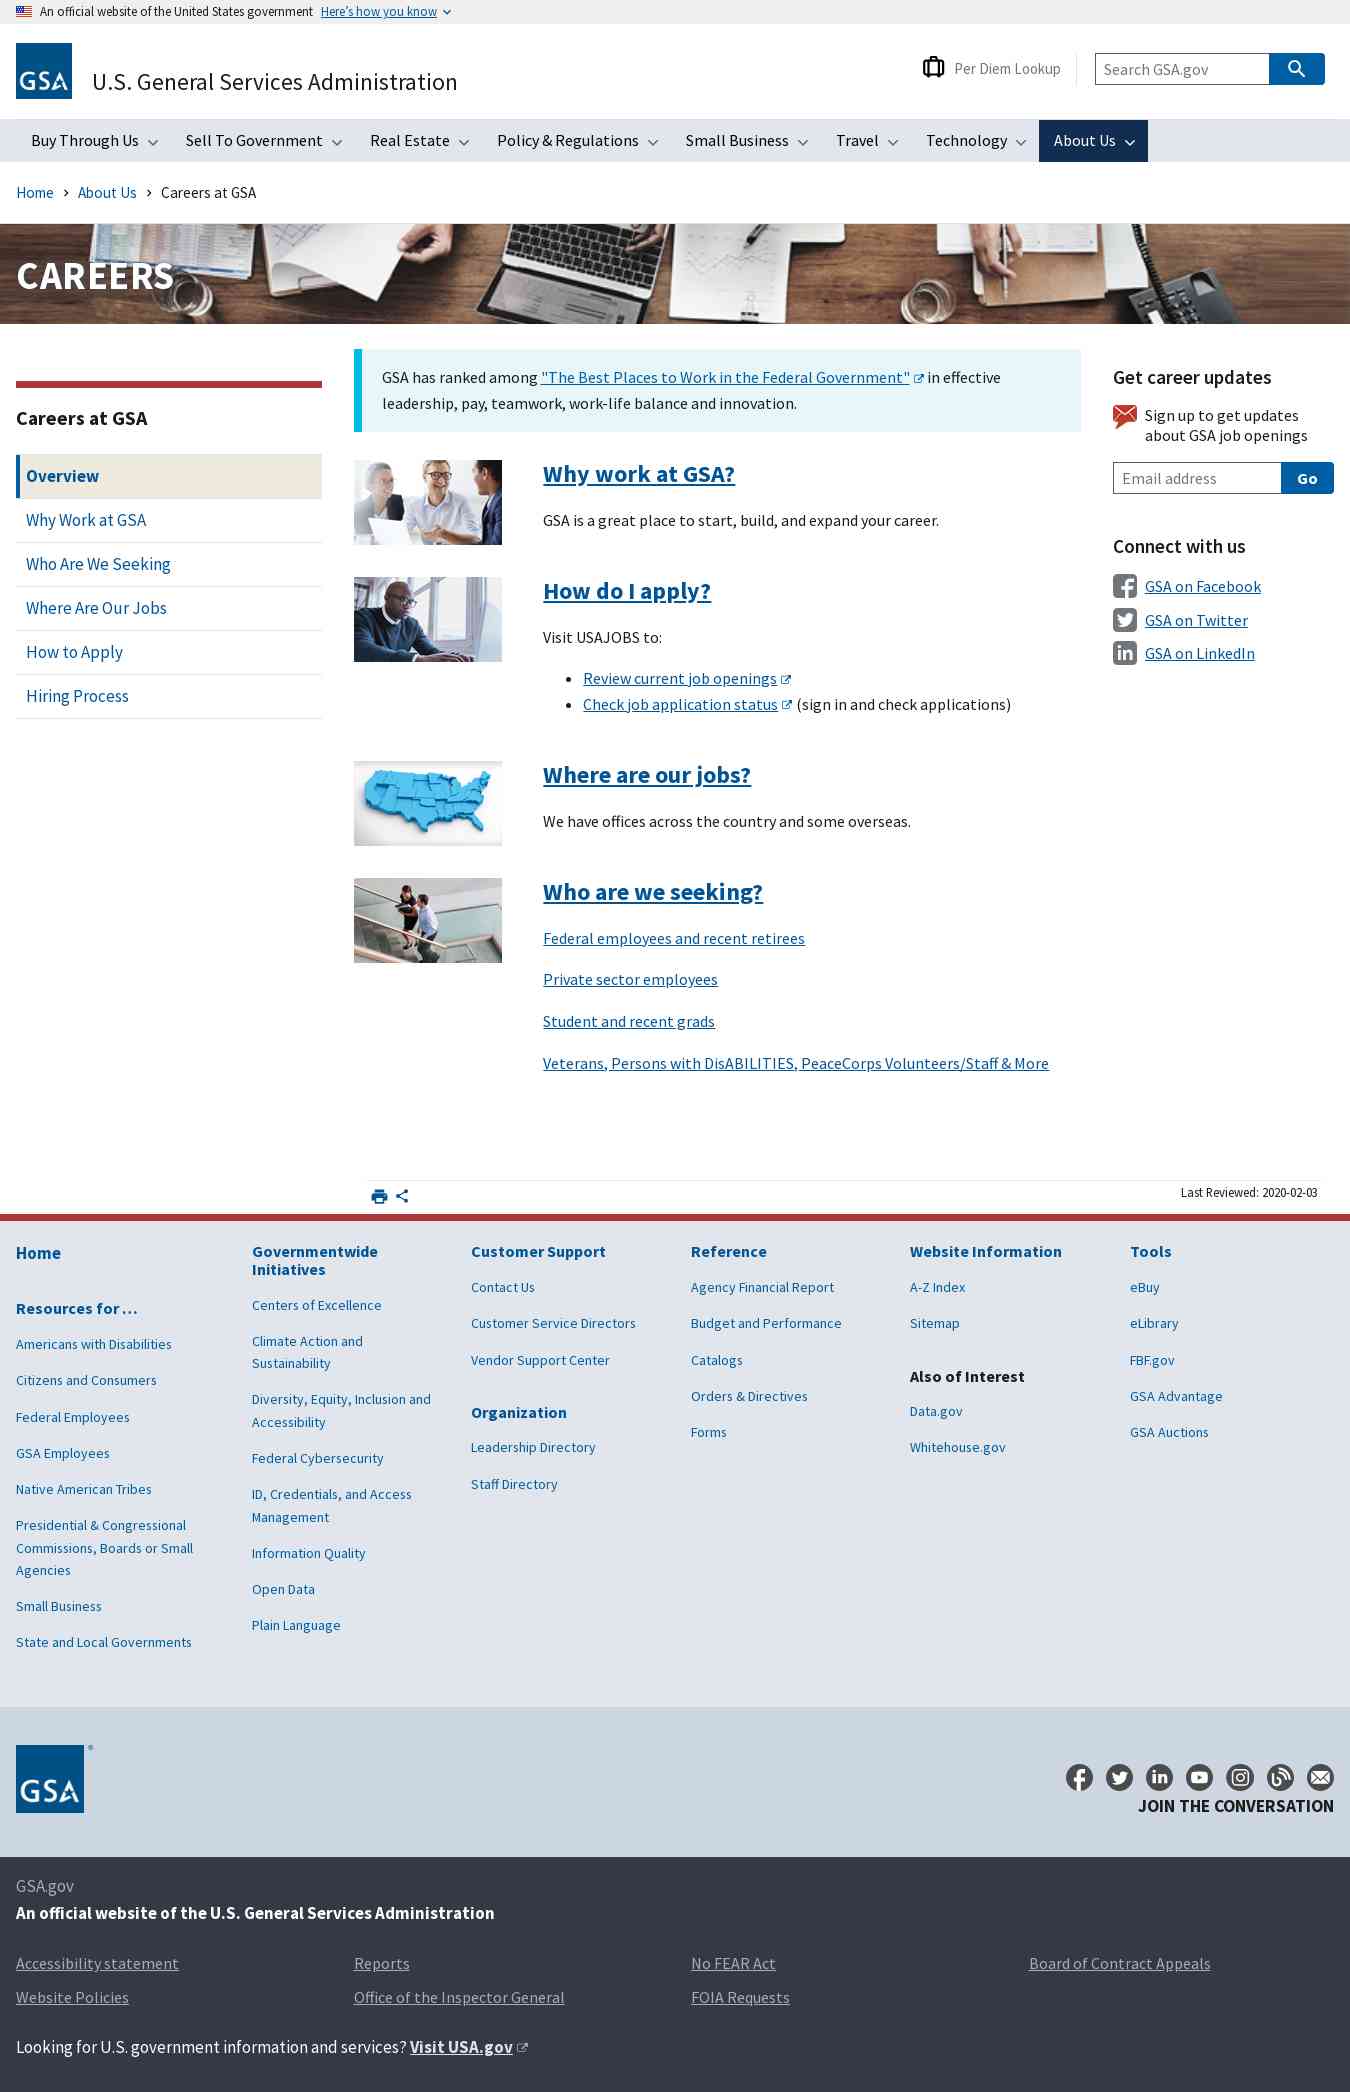 An official website of the United States government Here's how you know
GSA
U.S. General Services Administration
Per Diem Lookup
Search GSA.gov
Buy Through Us
Sell To Government
Real Estate
Policy & Regulations
Small Business
Travel
Technology
About Us
Home > About Us > Careers at GSA
CAREERS
Careers at GSA
Overview
Why Work at GSA
Who Are We Seeking
Where Are Our Jobs
How to Apply
Hiring Process
GSA has ranked among "The Best Places to Work in the Federal Government" in effective
leadership, pay, teamwork, work-life balance and innovation.
Why work at GSA?
GSA is a great place to start, build, and expand your career.
How do I apply?
Visit USAJOBS to:
• Review current job openings
• Check job application status (sign in and check applications)
Where are our jobs?
We have offices across the country and some overseas.
Who are we seeking?
Federal employees and recent retirees
Private sector employees
Student and recent grads
Veterans, Persons with DisABILITIES, PeaceCorps Volunteers/Staff & More
Get career updates
Sign up to get updates
about GSA job openings
Email address
Go
Connect with us
GSA on Facebook
GSA on Twitter
GSA on LinkedIn
Last Reviewed: 2020-02-03
Home
Resources for …
Americans with Disabilities
Citizens and Consumers
Federal Employees
GSA Employees
Native American Tribes
Presidential & Congressional
Commissions, Boards or Small
Agencies
Small Business
State and Local Governments
Governmentwide
Initiatives
Centers of Excellence
Climate Action and
Sustainability
Diversity, Equity, Inclusion and
Accessibility
Federal Cybersecurity
ID, Credentials, and Access
Management
Information Quality
Open Data
Plain Language
Customer Support
Contact Us
Customer Service Directors
Vendor Support Center
Organization
Leadership Directory
Staff Directory
Reference
Agency Financial Report
Budget and Performance
Catalogs
Orders & Directives
Forms
Website Information
A-Z Index
Sitemap
Also of Interest
Data.gov
Whitehouse.gov
Tools
eBuy
eLibrary
FBF.gov
GSA Advantage
GSA Auctions
GSA
JOIN THE CONVERSATION
GSA.gov
An official website of the U.S. General Services Administration
Accessibility statement
Reports
No FEAR Act
Board of Contract Appeals
Website Policies
Office of the Inspector General
FOIA Requests
Looking for U.S. government information and services? Visit USA.gov